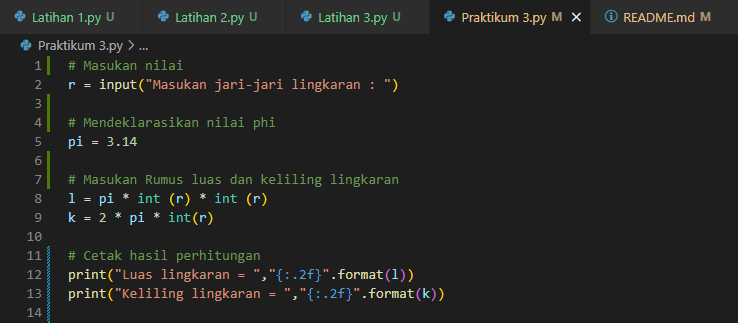 Latihan 1.py U Latihan 2.py U Latihan 3.py U Praktikum 3.py M × ⓘ README.md M
Praktikum 3.py > ...
1 # Masukan nilai
2 r = input("Masukan jari-jari lingkaran : ")
3
4 # Mendeklarasikan nilai phi
5 pi = 3.14
6
7 # Masukan Rumus luas dan keliling lingkaran
8 l = pi * int (r) * int (r)
9 k = 2 * pi * int(r)
10
11 # Cetak hasil perhitungan
12 print("Luas lingkaran = ","{:.2f}".format(l))
13 print("Keliling lingkaran = ","{:.2f}".format(k))
14